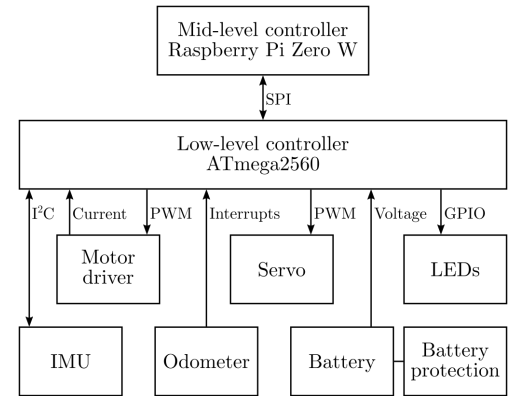 Mid-level controller
Raspberry Pi Zero W
SPI
Low-level controller
ATmega2560
I²C Current PWM Interrupts PWM Voltage GPIO
Motor
driver
Servo
LEDs
IMU
Odometer
Battery
Battery
protection